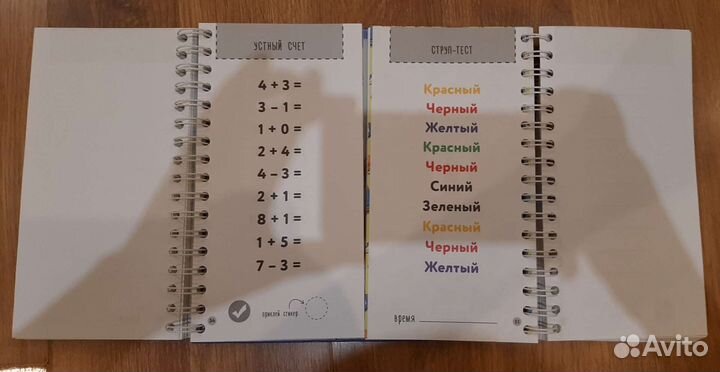 УСТНЫЙ СЧЕТ
4 + 3 =
3 – 1 =
1 + 0 =
2 + 4 =
4 – 3 =
2 + 1 =
8 + 1 =
1 + 5 =
7 – 3 =
приклей стикер
СТРУП-ТЕСТ
Красный
Черный
Желтый
Красный
Черный
Синий
Зеленый
Красный
Черный
Желтый
время
Avito